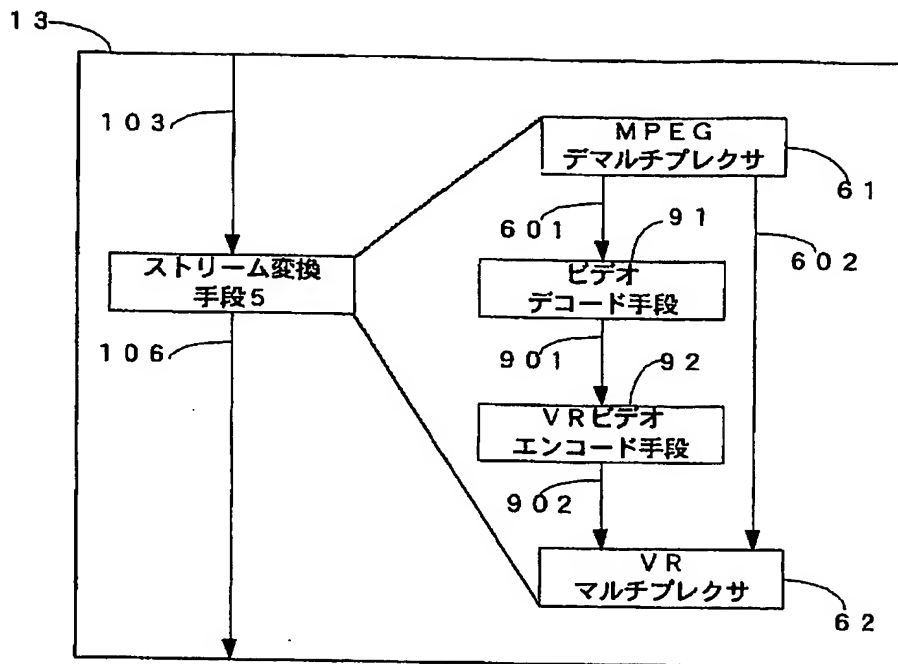 １３
１０３
ＭＰＥＧ
デマルチプレクサ
６１
６０１
９１
６０２
ストリーム変換
手段５
ビデオ
デコード手段
１０６
９０１
９２
ＶＲビデオ
エンコード手段
９０２
ＶＲ
マルチプレクサ
６２